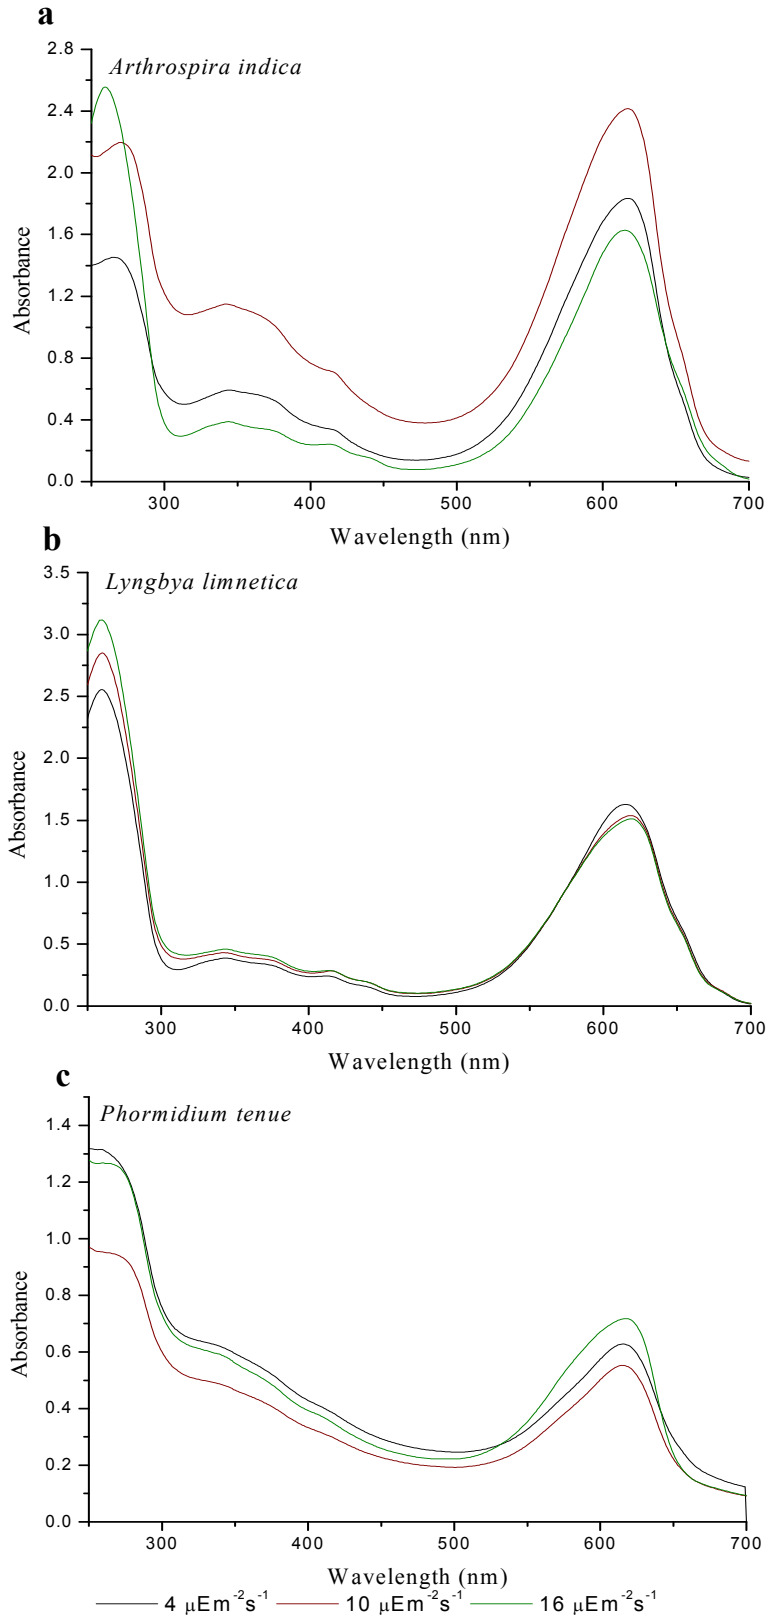 a
Arthrospira indica
Absorbance
2.8
2.4
2.0
1.6
1.2
0.8
0.4
0.0
300 400 500 600 700
Wavelength (nm)
b
Lyngbya limnetica
Absorbance
3.5
3.0
2.5
2.0
1.5
1.0
0.5
0.0
300 400 500 600 700
Wavelength (nm)
c
Phormidium tenue
Absorbance
1.4
1.2
1.0
0.8
0.6
0.4
0.2
0.0
300 400 500 600 700
Wavelength (nm)
4 μEm⁻²s⁻¹ 10 μEm⁻²s⁻¹ 16 μEm⁻²s⁻¹